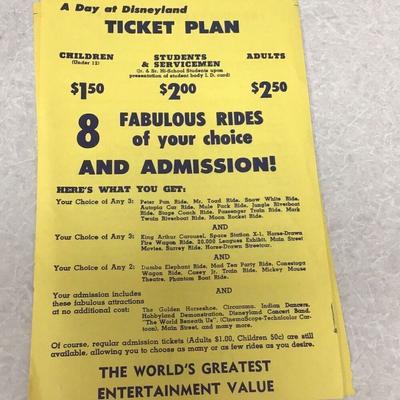 A Day at Disneyland
TICKET PLAN
CHILDREN
(Under 12)
$1.50
STUDENTS
& SERVICEMEN
(Jr. & Sr. Hi-School Students upon
presentation of student body I. D. card)
$2.00
ADULTS
$2.50
8 FABULOUS RIDES
of your choice
AND ADMISSION!
HERE'S WHAT YOU GET:
Your Choice of Any 3: Peter Pan Ride, Mr. Toad Ride, Snow White Ride,
Autopia Car Ride, Mule Pack Ride, Jungle Riverboat
Ride, Stage Coach Ride, Passenger Train Ride, Mark
Twain Riverboat Ride, Moon Rocket Ride.
AND
Your Choice of Any 3: King Arthur Carousel, Space Station X-1, Horse-Drawn
Fire Wagon Ride, 20,000 Leagues Exhibit, Main Street
Movies, Surrey Ride, Horse-Drawn Streetcar.
AND
Your Choice of Any 2: Dumbo Elephant Ride, Mad Tea Party Ride, Conestoga
Wagon Ride, Casey Jr. Train Ride, Mickey Mouse
Theatre, Phantom Boat Ride.
AND
Your admission includes
these fabulous attractions
at no additional cost:
The Golden Horseshoe, Circarama, Indian Dancers,
Hobbyland Demonstration, Disneyland Concert Band,
"The World Beneath Us", (CinemaScope-Technicolor Car-
toon), Main Street, and many more.
Of course, regular admission tickets (Adults $1.00, Children 50c) are still
available, allowing you to choose as many or as few rides as you desire.
THE WORLD'S GREATEST
ENTERTAINMENT VALUE